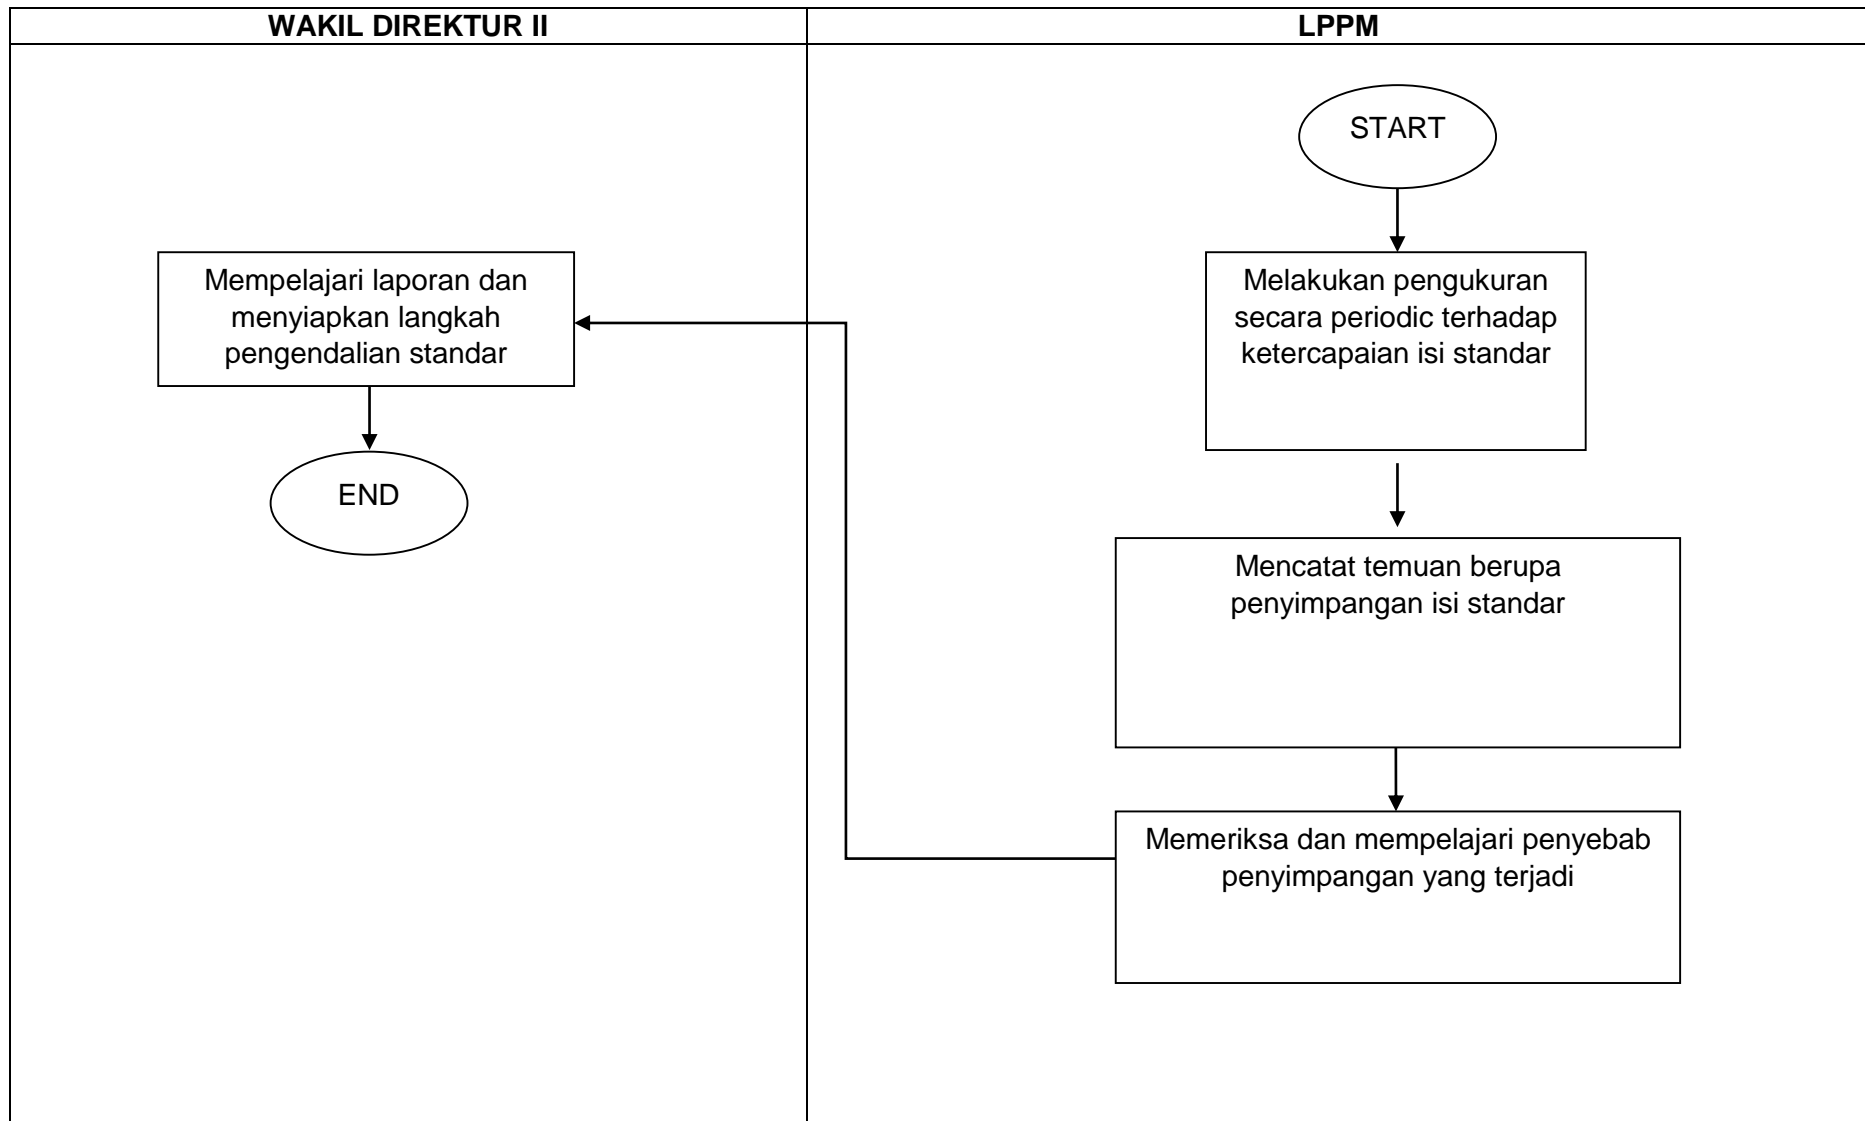 WAKIL DIREKTUR II
LPPM
START
Melakukan pengukuran
secara periodic terhadap
ketercapaian isi standar
Mencatat temuan berupa
penyimpangan isi standar
Memeriksa dan mempelajari penyebab
penyimpangan yang terjadi
Mempelajari laporan dan
menyiapkan langkah
pengendalian standar
END